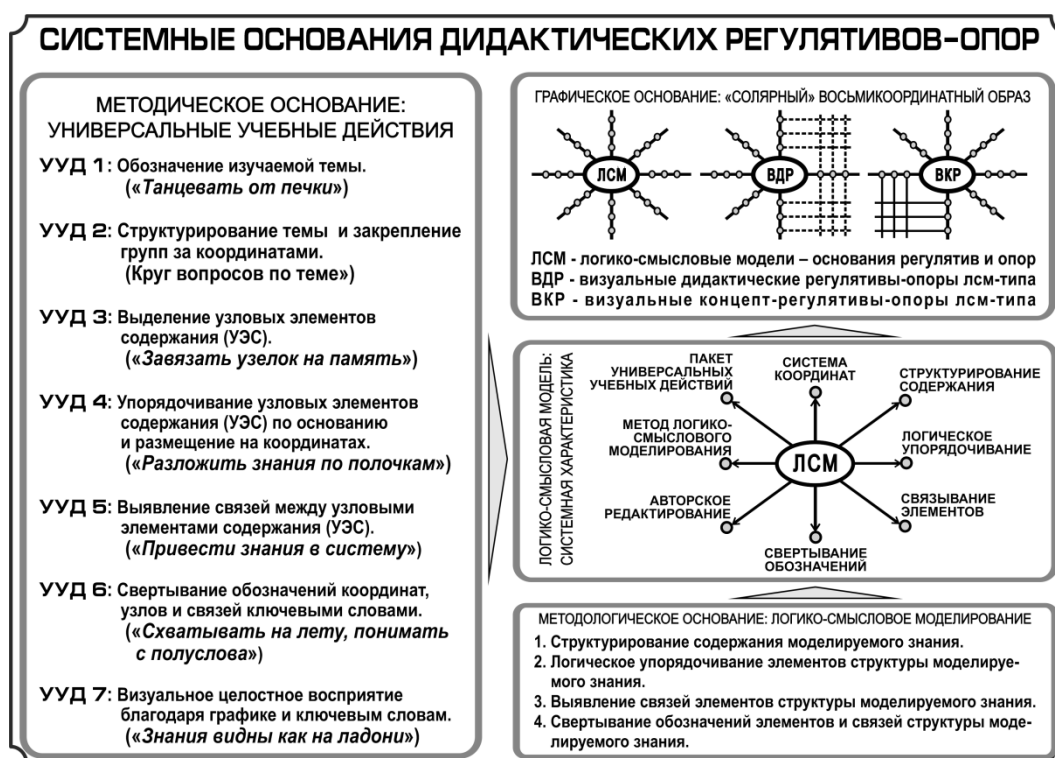 СИСТЕМНЫЕ ОСНОВАНИЯ ДИДАКТИЧЕСКИХ РЕГУЛЯТИВОВ-ОПОР
МЕТОДИЧЕСКОЕ ОСНОВАНИЕ:
УНИВЕРСАЛЬНЫЕ УЧЕБНЫЕ ДЕЙСТВИЯ
УУД 1: Обозначение изучаемой темы.
(«Танцевать от печки»)
УУД 2: Структурирование темы и закрепление
групп за координатами.
(Круг вопросов по теме»)
УУД 3: Выделение узловых элементов
содержания (УЭС).
(«Завязать узелок на память»)
УУД 4: Упорядочивание узловых элементов
содержания (УЭС) по основанию
и размещение на координатах.
(«Разложить знания по полочкам»)
УУД 5: Выявление связей между узловыми
элементами содержания (УЭС).
(«Привести знания в систему»)
УУД 6: Свертывание обозначений координат,
узлов и связей ключевыми словами.
(«Схватывать на лету, понимать
с полуслова»)
УУД 7: Визуальное целостное восприятие
благодаря графике и ключевым словам.
(«Знания видны как на ладони»)
ГРАФИЧЕСКОЕ ОСНОВАНИЕ: «СОЛЯРНЫЙ» ВОСЬМИКООРДИНАТНЫЙ ОБРАЗ
ЛСМ
ВДР
ВКР
ЛСМ - логико-смысловые модели – основания регулятив и опор
ВДР - визуальные дидактические регулятивы-опоры лсм-типа
ВКР - визуальные концепт-регулятивы-опоры лсм-типа
ЛОГИКО-СМЫСЛОВАЯ МОДЕЛЬ:
СИСТЕМНАЯ ХАРАКТЕРИСТИКА
ПАКЕТ
УНИВЕРСАЛЬНЫХ
УЧЕБНЫХ ДЕЙСТВИЙ
СИСТЕМА
КООРДИНАТ
СТРУКТУРИРОВАНИЕ
СОДЕРЖАНИЯ
МЕТОД ЛОГИКО-
СМЫСЛОВОГО
МОДЕЛИРОВАНИЯ
ЛСМ
ЛОГИЧЕСКОЕ
УПОРЯДОЧИВАНИЕ
АВТОРСКОЕ
РЕДАКТИРОВАНИЕ
СВЯЗЫВАНИЕ
ЭЛЕМЕНТОВ
СВЕРТЫВАНИЕ
ОБОЗНАЧЕНИЙ
МЕТОДОЛОГИЧЕСКОЕ ОСНОВАНИЕ: ЛОГИКО-СМЫСЛОВОЕ МОДЕЛИРОВАНИЕ
1. Структурирование содержания моделируемого знания.
2. Логическое упорядочивание элементов структуры моделируе-
мого знания.
3. Выявление связей элементов структуры моделируемого знания.
4. Свертывание обозначений элементов и связей структуры моде-
лируемого знания.